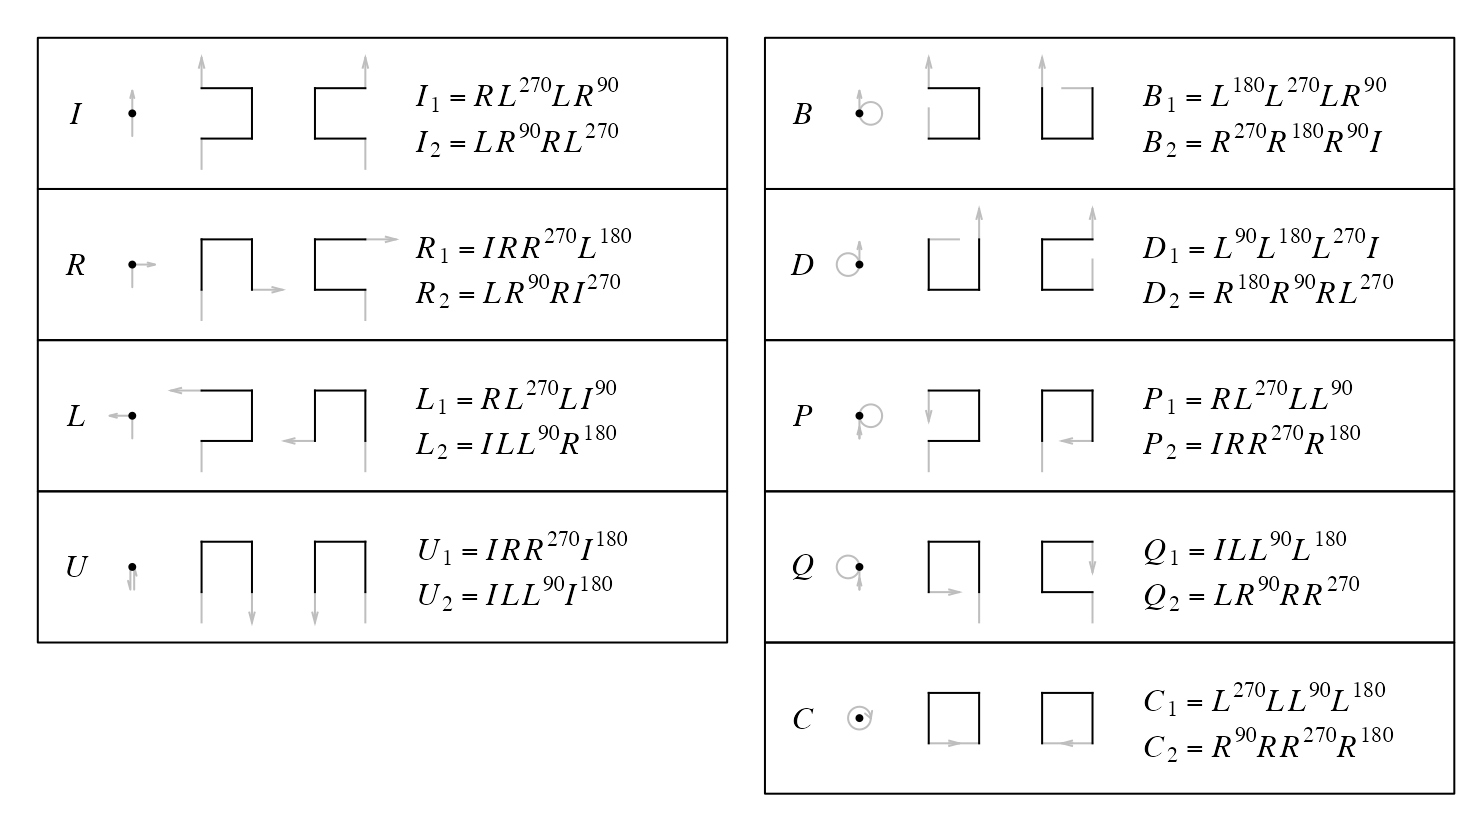 I
I₁ = RL²⁷⁰LR⁹⁰
I₂ = LR⁹⁰RL²⁷⁰
R
R₁ = IRR²⁷⁰L¹⁸⁰
R₂ = LR⁹⁰RI²⁷⁰
L
L₁ = RL²⁷⁰LI⁹⁰
L₂ = ILL⁹⁰R¹⁸⁰
U
U₁ = IRR²⁷⁰I¹⁸⁰
U₂ = ILL⁹⁰I¹⁸⁰
B
B₁ = L¹⁸⁰L²⁷⁰LR⁹⁰
B₂ = R²⁷⁰R¹⁸⁰R⁹⁰I
D
D₁ = L⁹⁰L¹⁸⁰L²⁷⁰I
D₂ = R¹⁸⁰R⁹⁰RL²⁷⁰
P
P₁ = RL²⁷⁰LL⁹⁰
P₂ = IRR²⁷⁰R¹⁸⁰
Q
Q₁ = ILL⁹⁰L¹⁸⁰
Q₂ = LR⁹⁰RR²⁷⁰
C
C₁ = L²⁷⁰LL⁹⁰L¹⁸⁰
C₂ = R⁹⁰RR²⁷⁰R¹⁸⁰